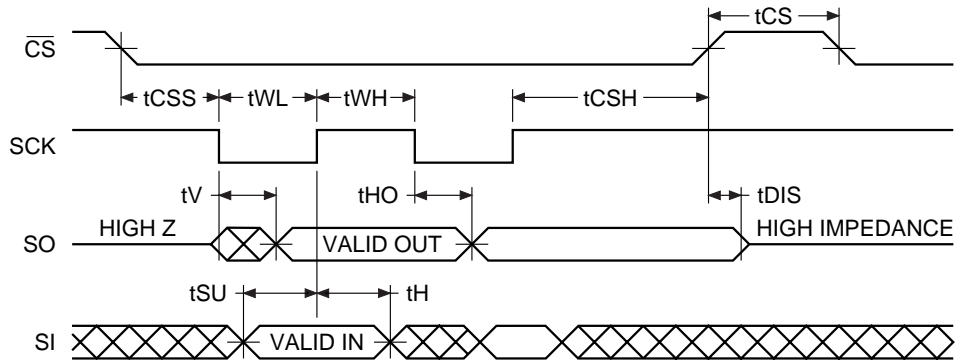 tCS
CS
tCSS tWL tWH tCSH
SCK
tV tHO tDIS
HIGH Z HIGH IMPEDANCE
SO VALID OUT
tSU tH
SI VALID IN